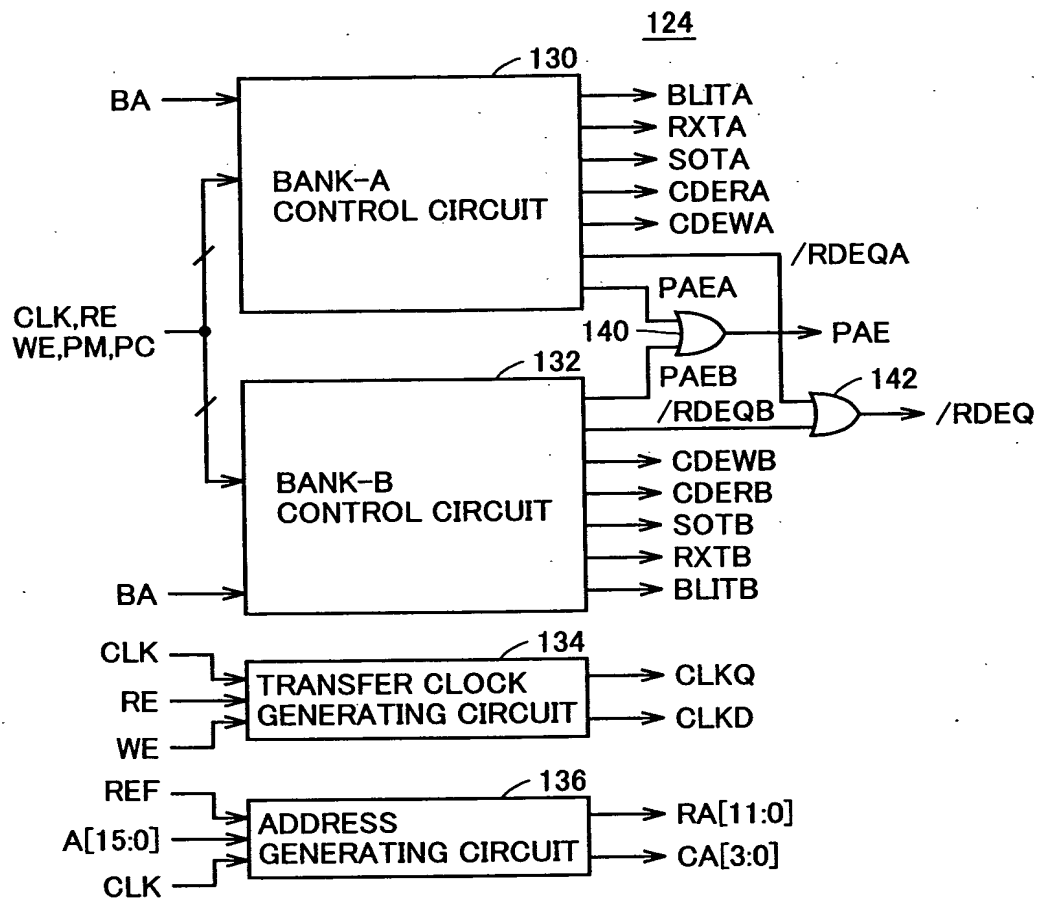 124
130
BA
BANK-A
CONTROL CIRCUIT
BLITA
RXTA
SOTA
CDERA
CDEWA
/RDEQA
PAEA
CLK,RE
WE,PM,PC
140
PAE
132
PAEB
142
/RDEQB
/RDEQ
BANK-B
CONTROL CIRCUIT
CDEWB
CDERB
SOTB
RXTB
BLITB
BA
134
CLK
RE
WE
TRANSFER CLOCK
GENERATING CIRCUIT
CLKQ
CLKD
136
REF
A[15:0]
CLK
ADDRESS
GENERATING CIRCUIT
RA[11:0]
CA[3:0]